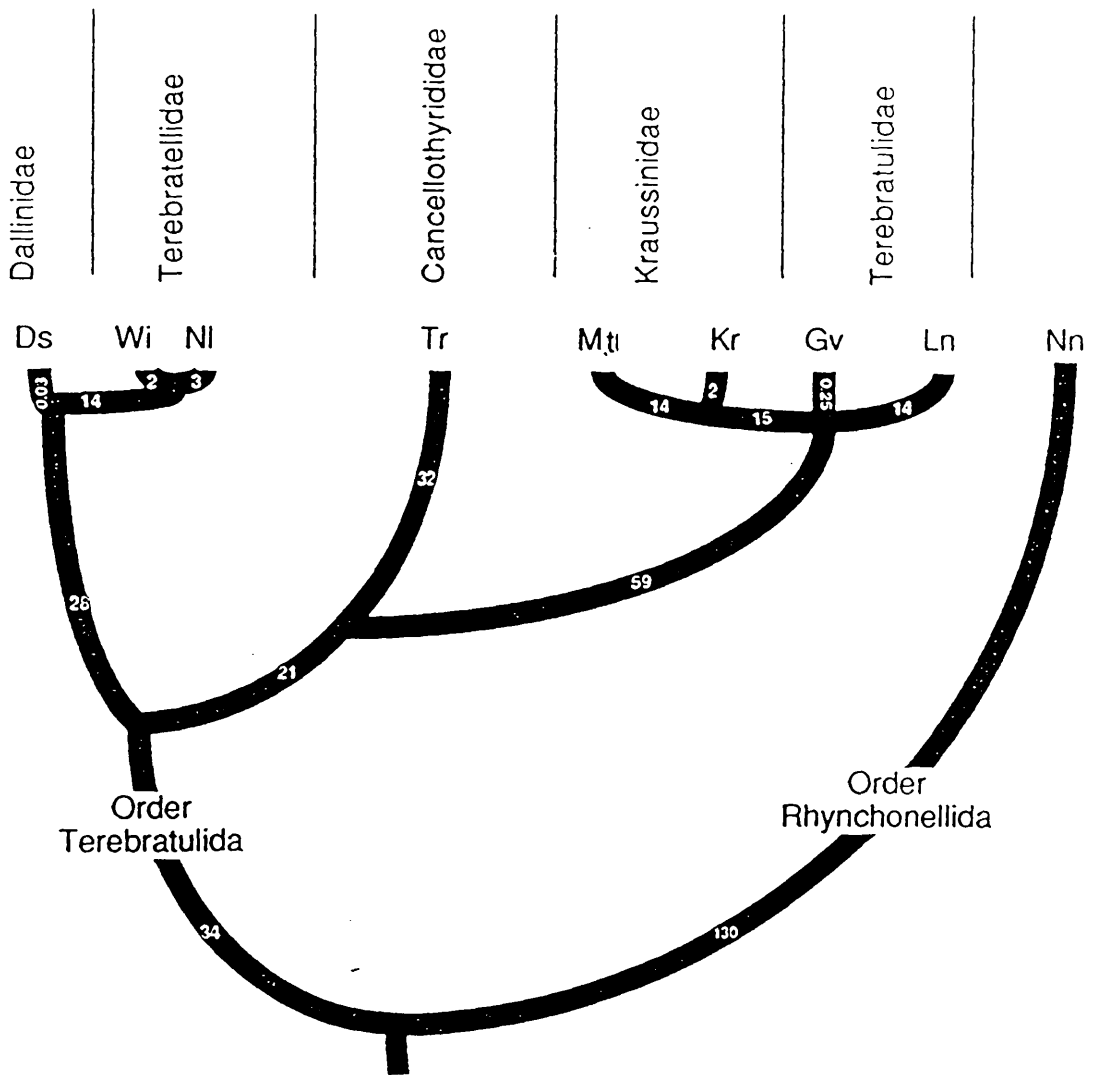 Dallinidae
Terebratellidae
Cancellothyrididae
Kraussinidae
Terebratulidae
Ds Wi Nl Tr Mtl Kr Gv Ln Nn
0.03 2 3 14
14 2 15 0.25 14
32
59
26
21
Order
Terebratulida
Order
Rhynchonellida
34
130